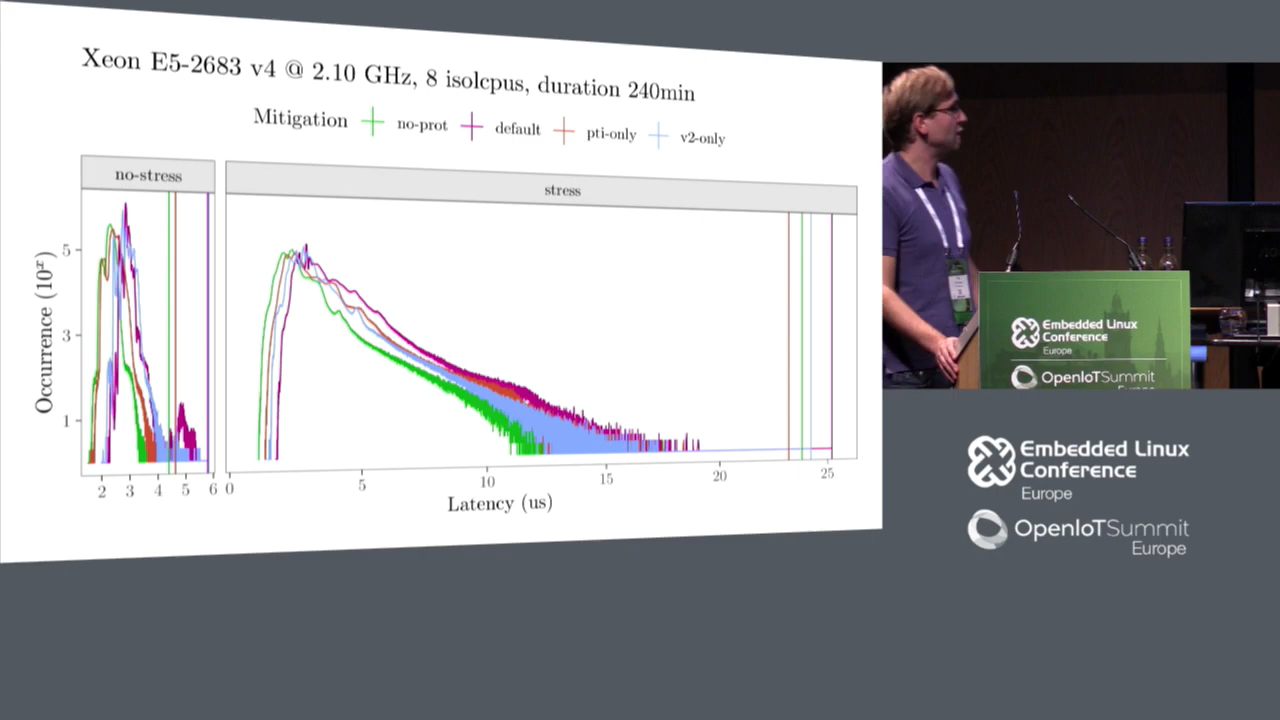 Xeon E5-2683 v4 @ 2.10 GHz, 8 isolcpus, duration 240min
Mitigation no-prot default pti-only v2-only
no-stress
stress
Occurrence (10^x)
5
3
1
2 3 4 5 6
0 5 10 15 20 25
Latency (us)
Embedded Linux
Conference
Europe
OpenIoTSummit
Europe
Embedded Linux
Conference
Europe
OpenIoTSummit
Europe